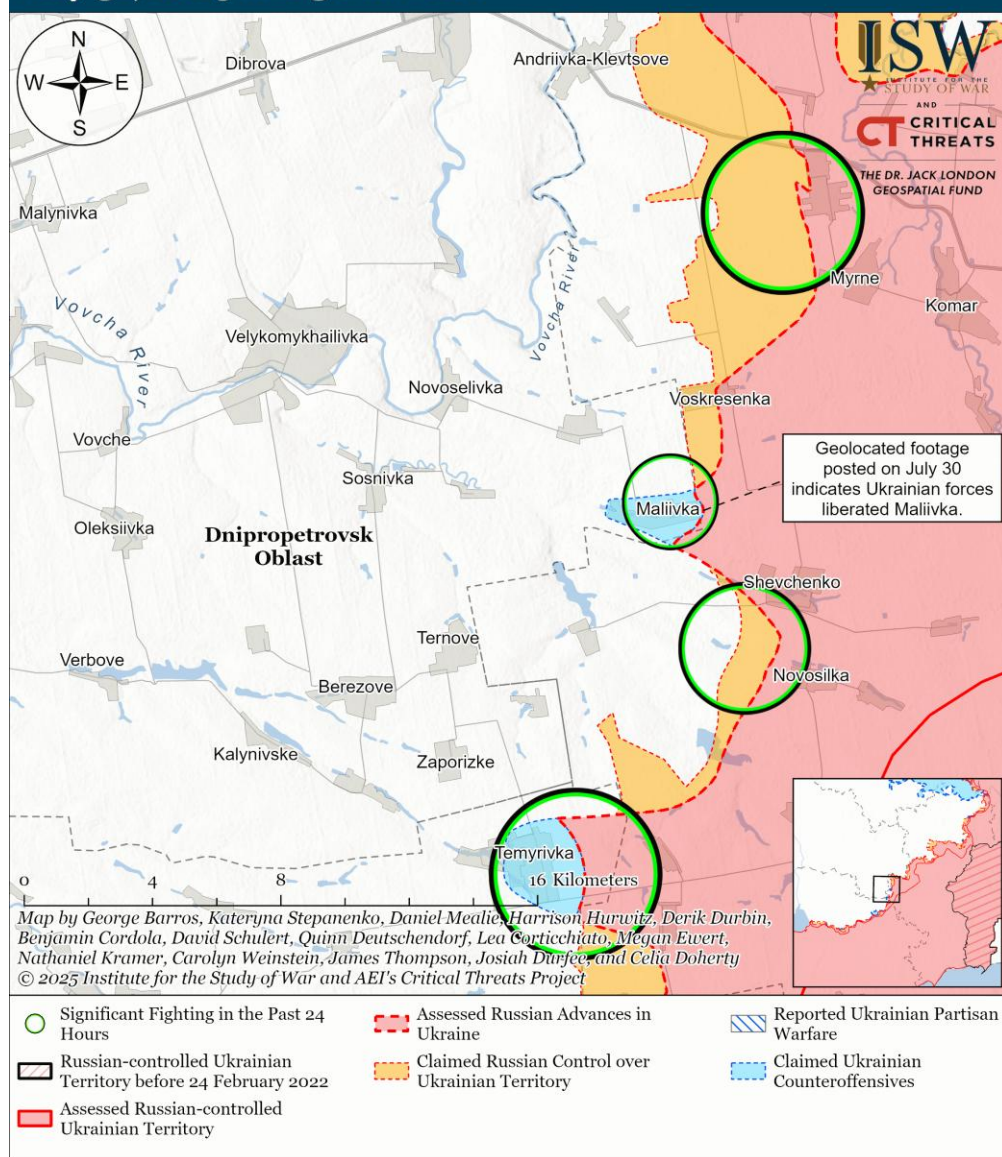 N
W E
S
ISW
INSTITUTE FOR THE
STUDY OF WAR
AND
CT CRITICAL
THREATS
THE DR. JACK LONDON
GEOSPATIAL FUND
Dibrova
Andriivka-Klevtsove
Malynivka
Vovcha River
Vovcha River
Velykomykhailivka
Myrne
Komar
Novoselivka
Voskresenka
Vovche
Sosnivka
Maliivka
Geolocated footage
posted on July 30
indicates Ukrainian forces
liberated Maliivka.
Oleksiivka
Dnipropetrovsk
Oblast
Shevchenko
Ternove
Verbove
Berezove
Novosilka
Kalynivske
Zaporizke
Temyrivka
0 4 8 16 Kilometers
Map by George Barros, Kateryna Stepanenko, Daniel Mealie, Harrison Hurwitz, Derik Durbin,
Benjamin Cordola, David Schulert, Quinn Deutschendorf, Lea Corticchiato, Megan Ewert,
Nathaniel Kramer, Carolyn Weinstein, James Thompson, Josiah Durfee, and Celia Doherty
© 2025 Institute for the Study of War and AEI's Critical Threats Project
Significant Fighting in the Past 24
Hours
Russian-controlled Ukrainian
Territory before 24 February 2022
Assessed Russian-controlled
Ukrainian Territory
Assessed Russian Advances in
Ukraine
Claimed Russian Control over
Ukrainian Territory
Reported Ukrainian Partisan
Warfare
Claimed Ukrainian
Counteroffensives